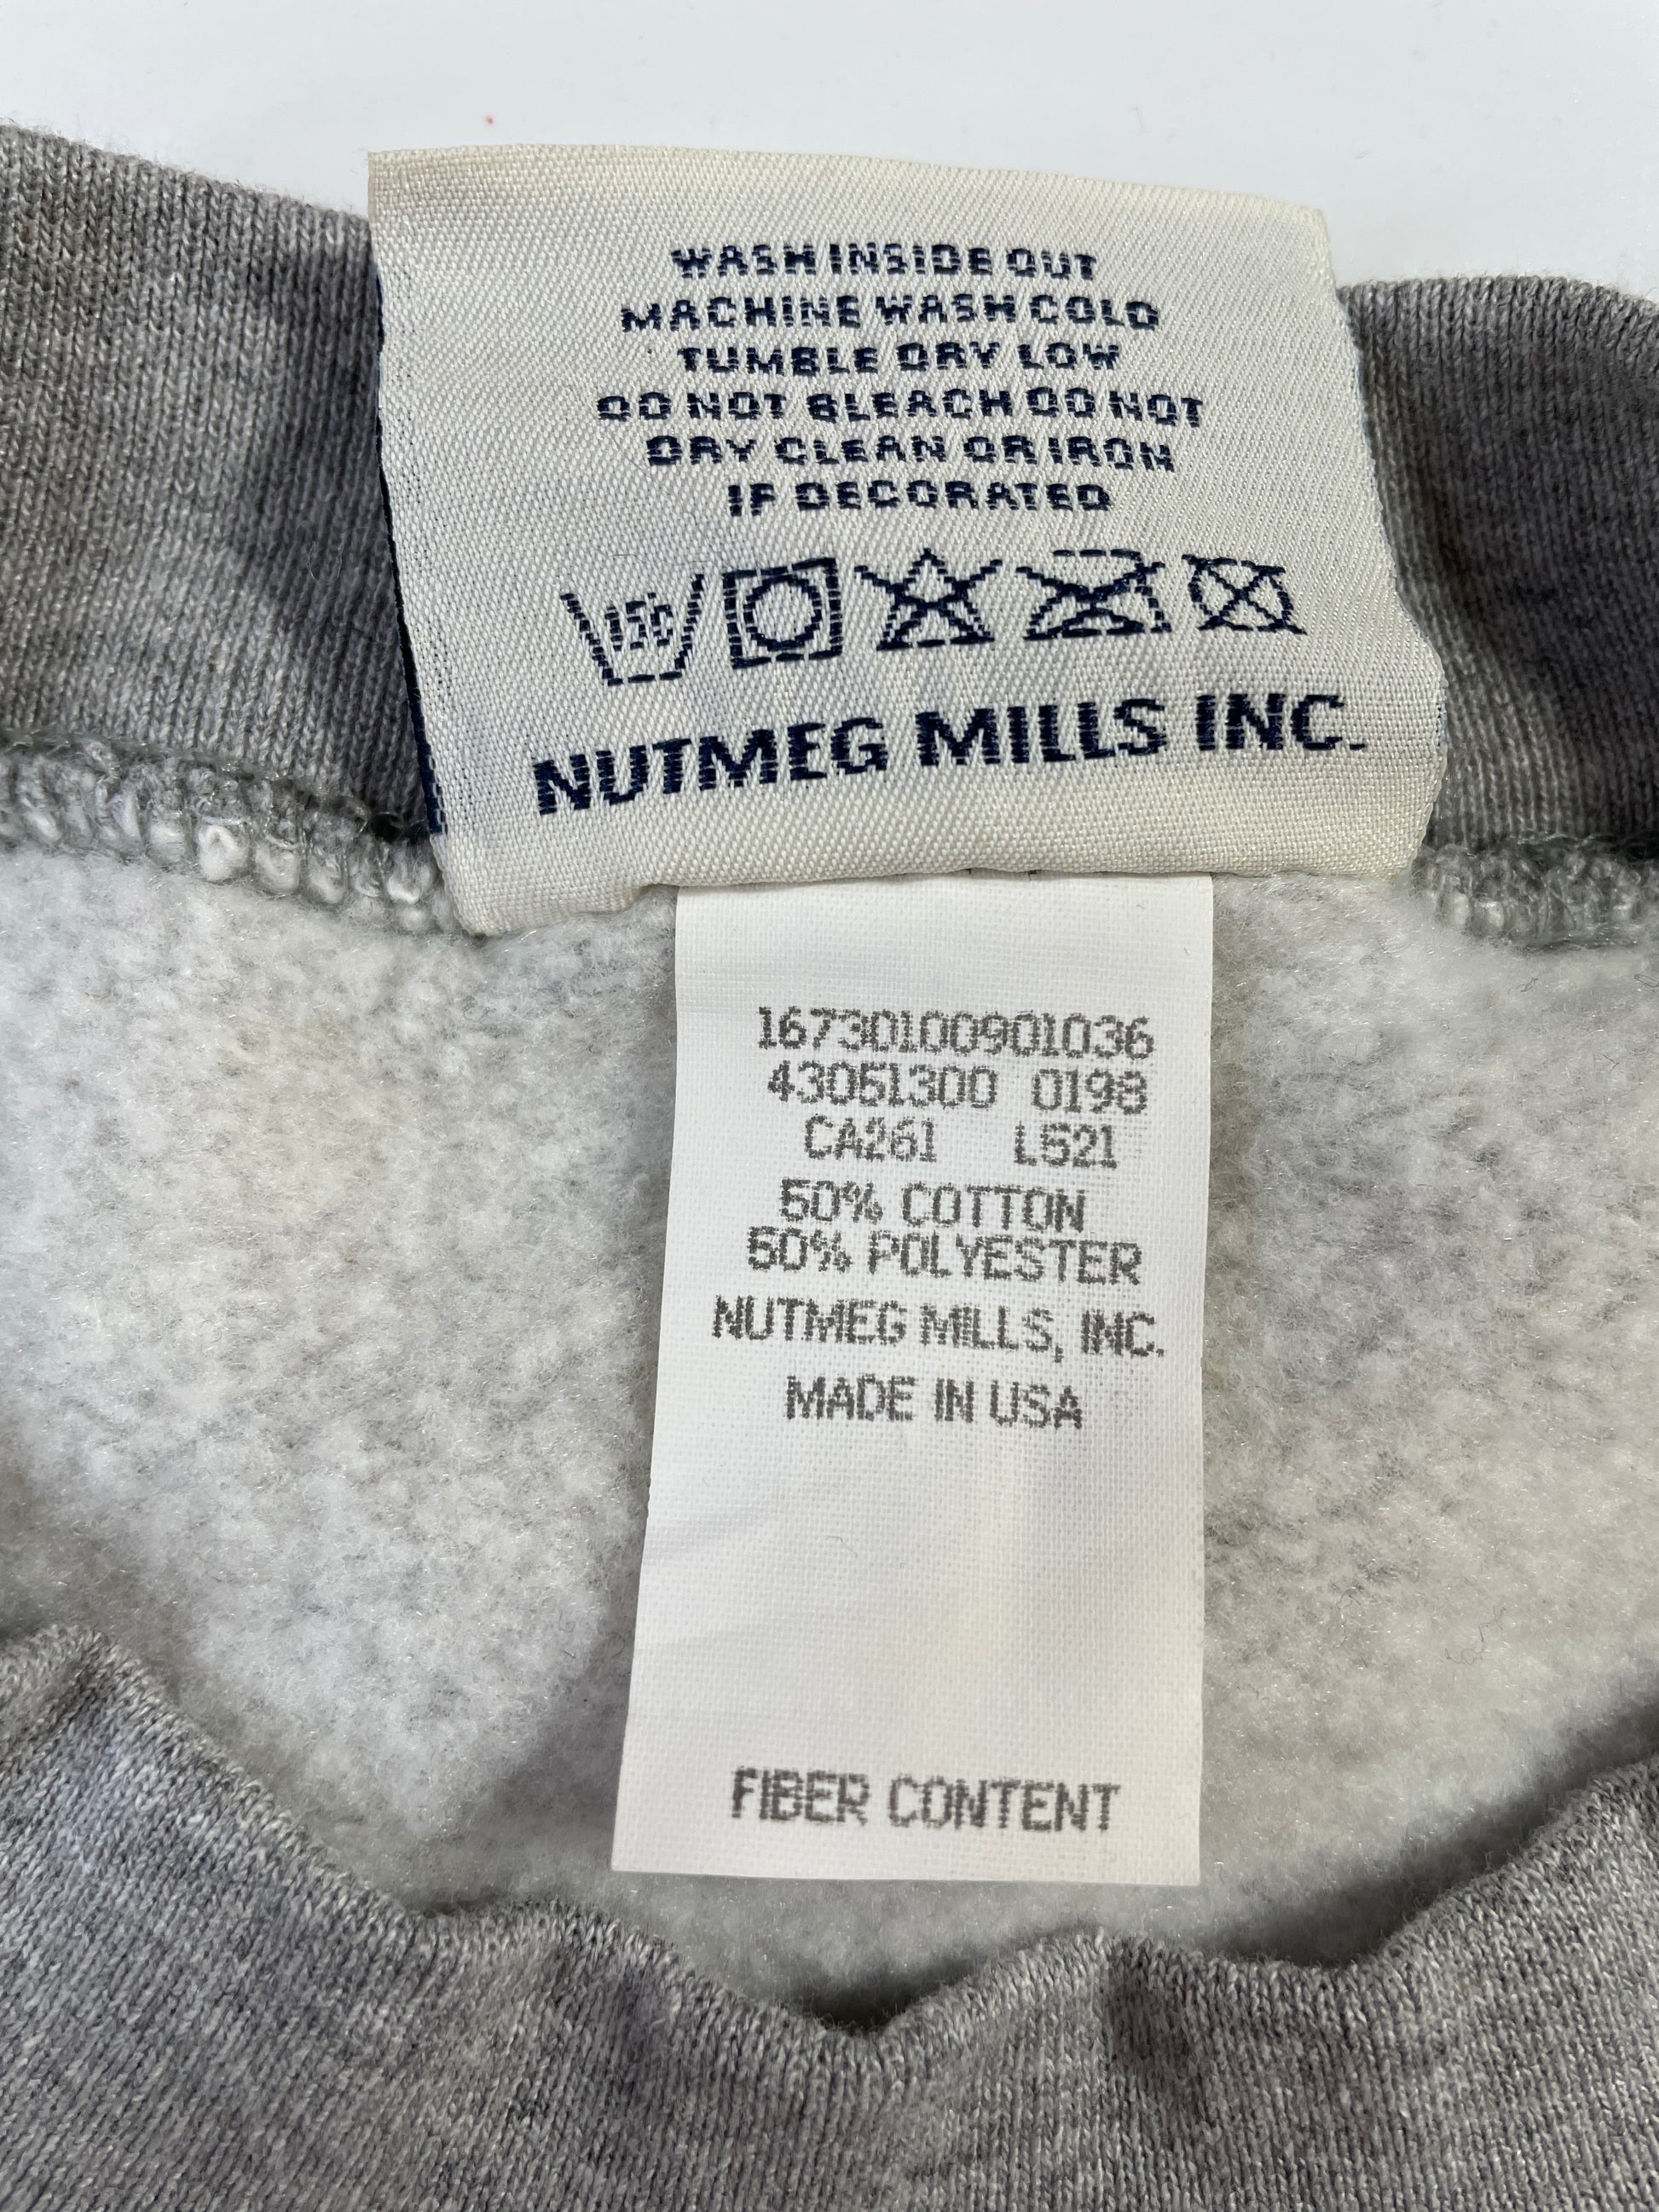 WASH INSIDE OUT
MACHINE WASH COLD
TUMBLE DRY LOW
DO NOT BLEACH DO NOT
DRY CLEAN OR IRON
IF DECORATED
NUTMEG MILLS INC.
16730100901036
43051300 0198
CA261 L521
50% COTTON
50% POLYESTER
NUTMEG MILLS, INC.
MADE IN USA
FIBER CONTENT